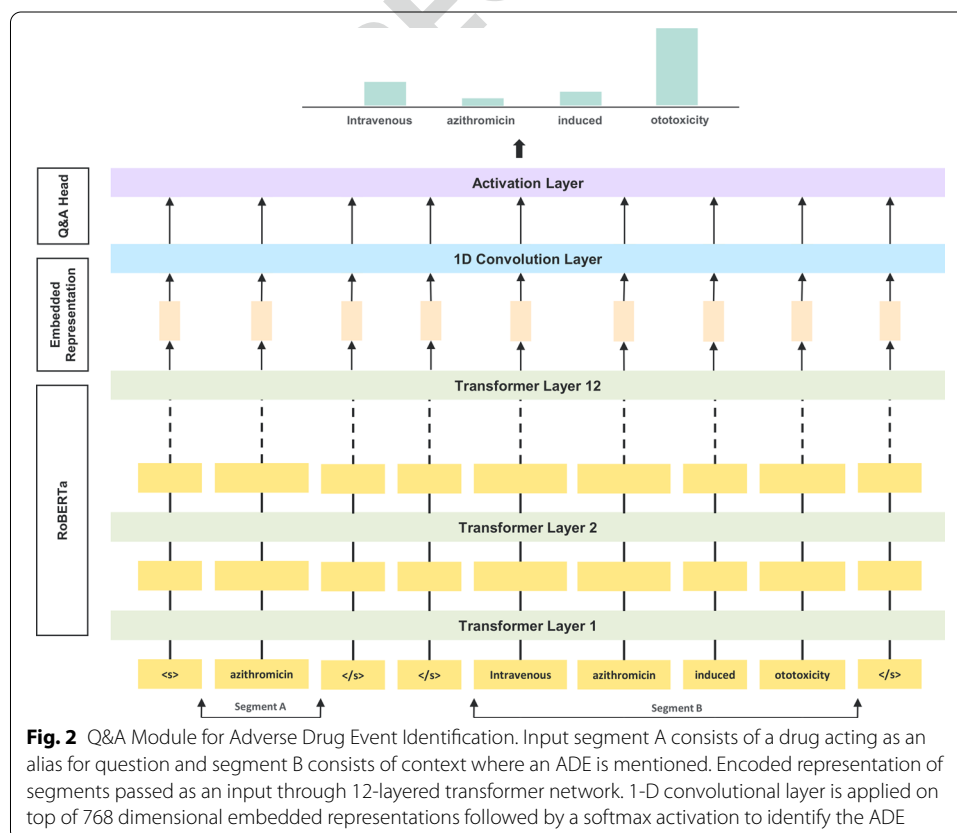 Intravenous azithromicin induced ototoxicity
Activation Layer
Q&A Head
1D Convolution Layer
Embedded
Representation
Transformer Layer 12
RoBERTa
Transformer Layer 2
Transformer Layer 1
<s> azithromicin </s> </s> Intravenous azithromicin induced ototoxicity </s>
Segment A Segment B
Fig. 2 Q&A Module for Adverse Drug Event Identification. Input segment A consists of a drug acting as an
alias for question and segment B consists of context where an ADE is mentioned. Encoded representation of
segments passed as an input through 12-layered transformer network. 1-D convolutional layer is applied on
top of 768 dimensional embedded representations followed by a softmax activation to identify the ADE